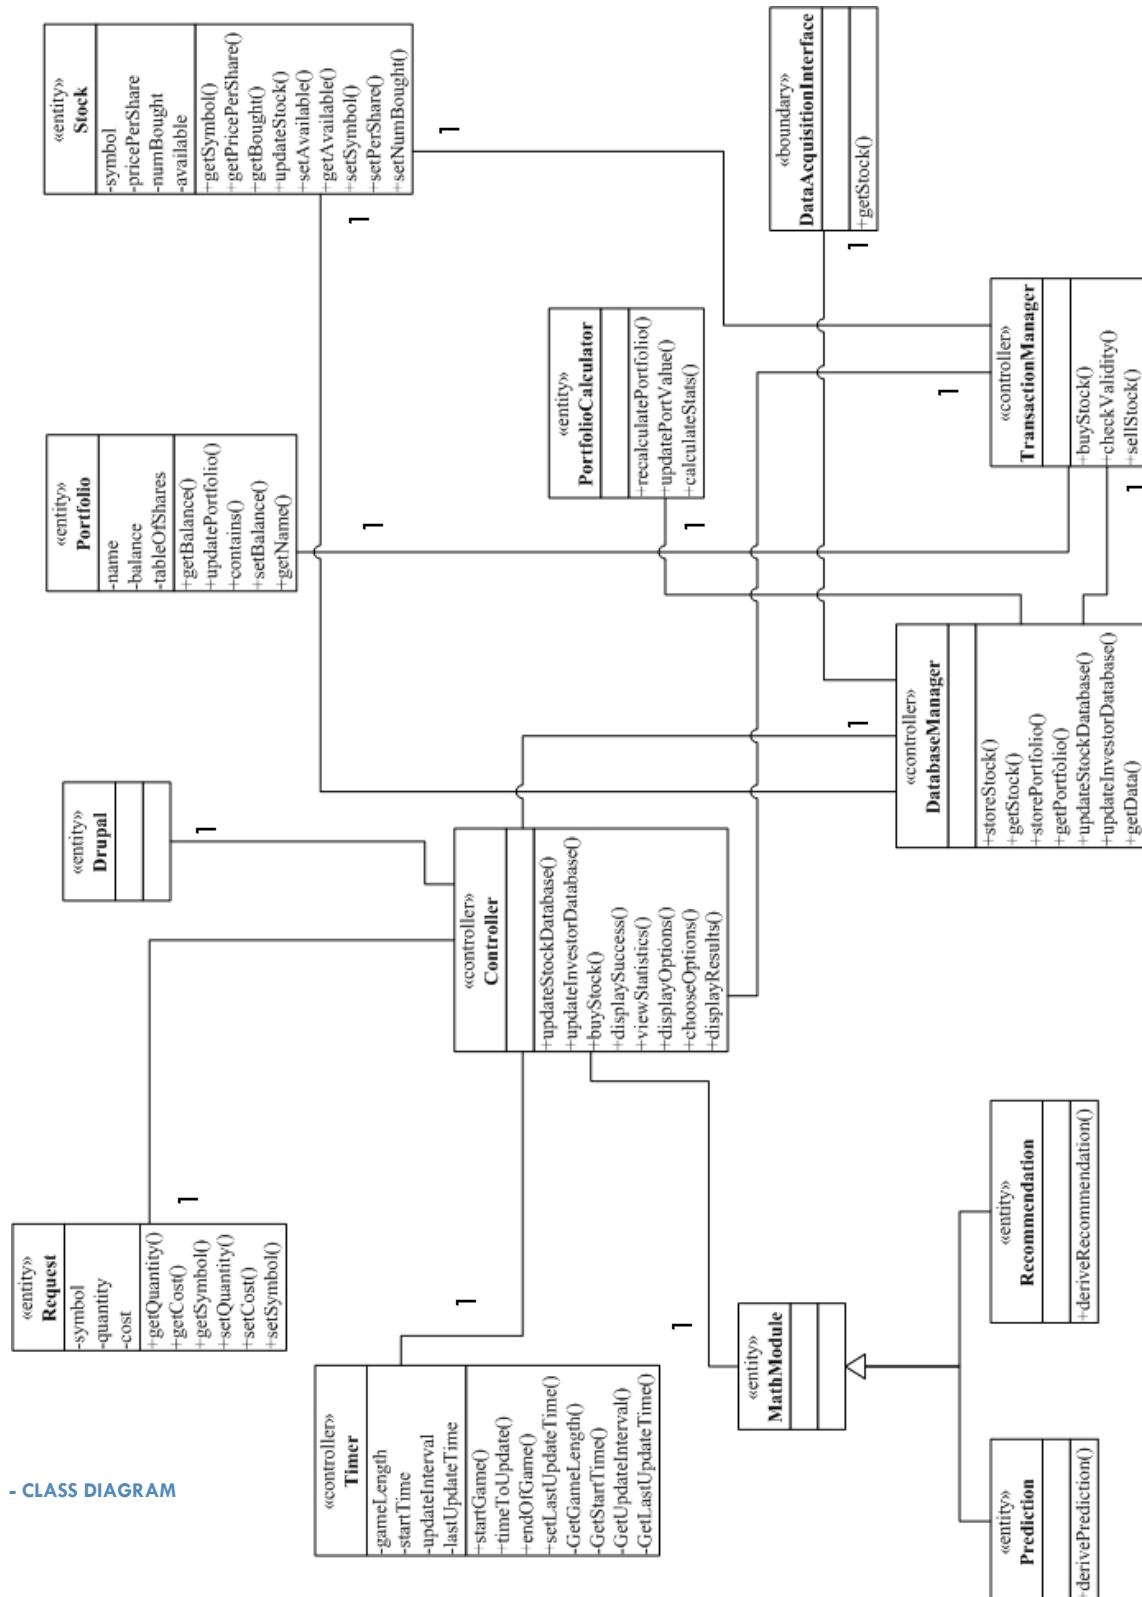 «entity»
Stock
-symbol
-pricePerShare
-numBought
-available
+getSymbol()
+getPricePerShare()
+getBought()
+updateStock()
+setAvailable()
+getAvailable()
+setSymbol()
+setPerShare()
+setNumBought()
1
1
«boundary»
DataAcquisitionInterface
+getStock()
1
«entity»
Portfolio
-name
-balance
-tableOfShares
+getBalance()
+updatePortfolio()
+contains()
+setBalance()
+getName()
1
«entity»
PortfolioCalculator
+recalculatePortfolio()
+updatePortValue()
+calculateStats()
1
«controller»
TransactionManager
+buyStock()
+checkValidity()
+sellStock()
1
1
«entity»
Drupal
1
«controller»
Controller
+updateStockDatabase()
+updateInvestorDatabase()
+buyStock()
+displaySuccess()
+viewStatistics()
+displayOptions()
+chooseOptions()
+displayResults()
«controller»
DatabaseManager
+storeStock()
+getStock()
+storePortfolio()
+getPortfolio()
+updateStockDatabase()
+updateInvestorDatabase()
+getData()
1
«entity»
Request
-symbol
-quantity
-cost
+getQuantity()
+getCost()
+getSymbol()
+setQuantity()
+setCost()
+setSymbol()
1
«controller»
Timer
-gameLength
-startTime
-updateInterval
-lastUpdateTime
+startGame()
+timeToUpdate()
+endOfGame()
+setLastUpdateTime()
-GetGameLength()
-GetStartTime()
-GetUpdateInterval()
-GetLastUpdateTime()
1
«entity»
MathModule
1
«entity»
Recommendation
+deriveRecommendation()
«entity»
Prediction
+derivePrediction()
- CLASS DIAGRAM